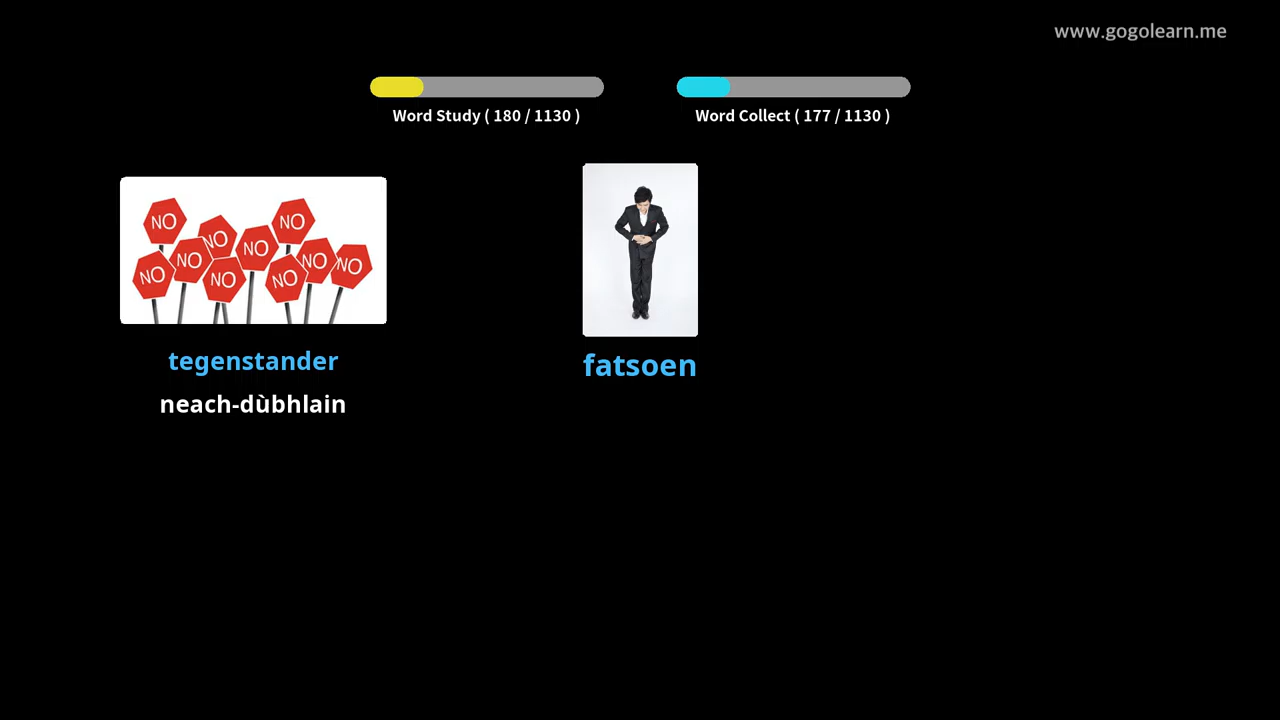 www.gogolearn.me
Word Study ( 180 / 1130 )
Word Collect ( 177 / 1130 )
NO
NO
NO
NO
NO
NO
NO
NO
NO
NO
tegenstander
neach-dùbhlain
fatsoen